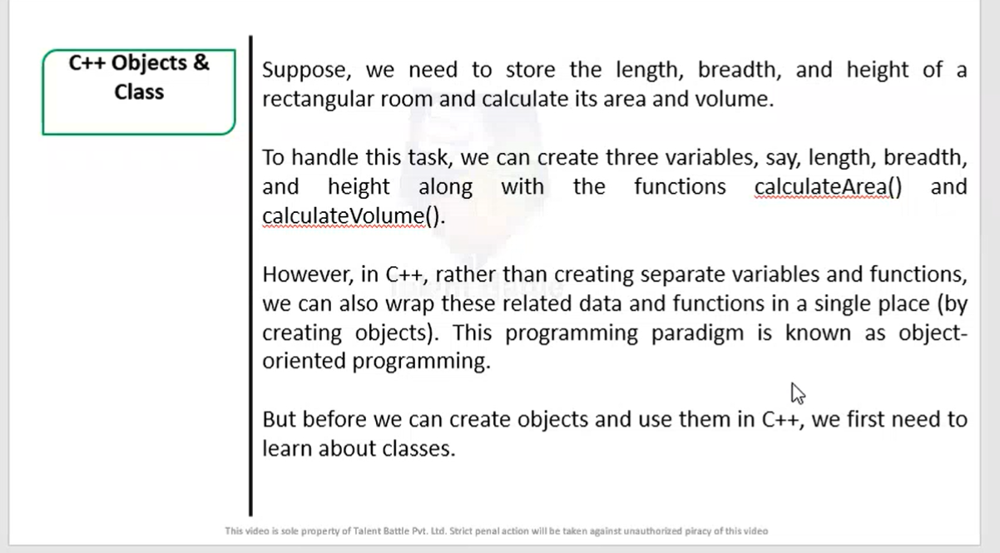 C++ Objects &
Class
Suppose, we need to store the length, breadth, and height of a
rectangular room and calculate its area and volume.
To handle this task, we can create three variables, say, length, breadth,
and height along with the functions calculateArea() and
calculateVolume().
However, in C++, rather than creating separate variables and functions,
we can also wrap these related data and functions in a single place (by
creating objects). This programming paradigm is known as object-
oriented programming.
But before we can create objects and use them in C++, we first need to
learn about classes.
This video is sole property of Talent Battle Pvt. Ltd. Strict penal action will be taken against unauthorized piracy of this video